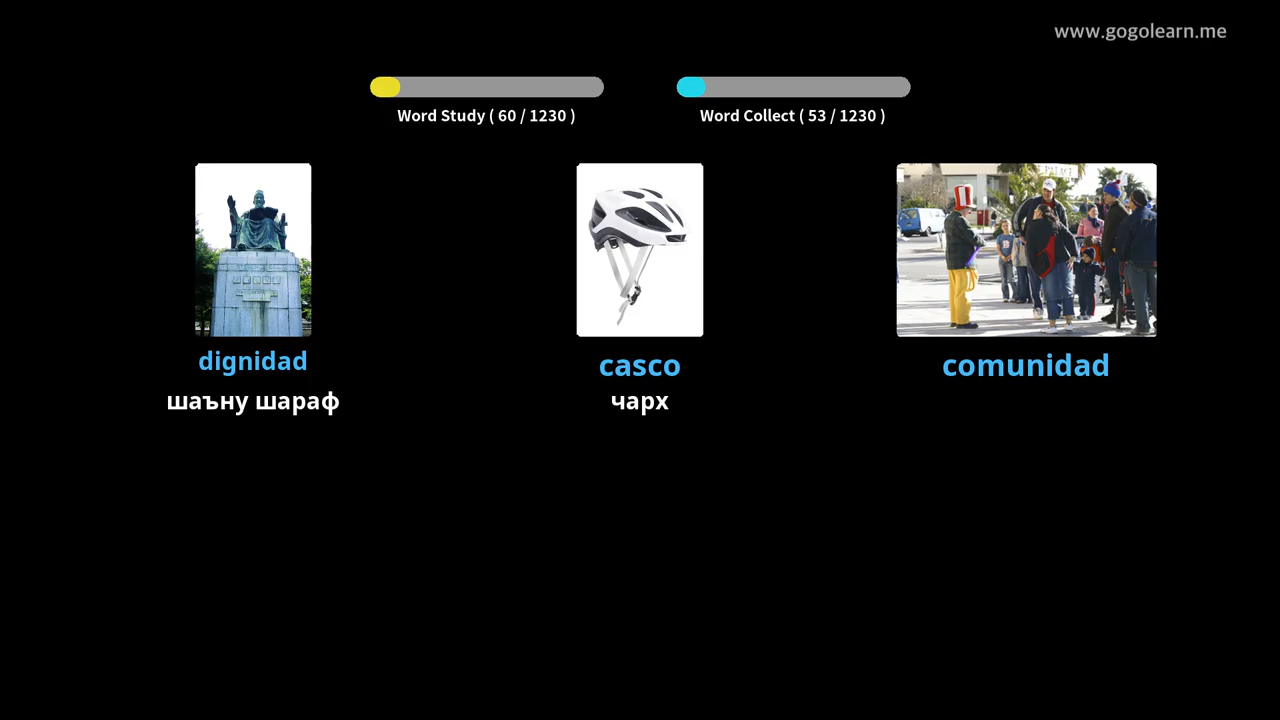 www.gogolearn.me
Word Study ( 60 / 1230 )
Word Collect ( 53 / 1230 )
dignidad
casco
comunidad
шаъну шараф
чарх